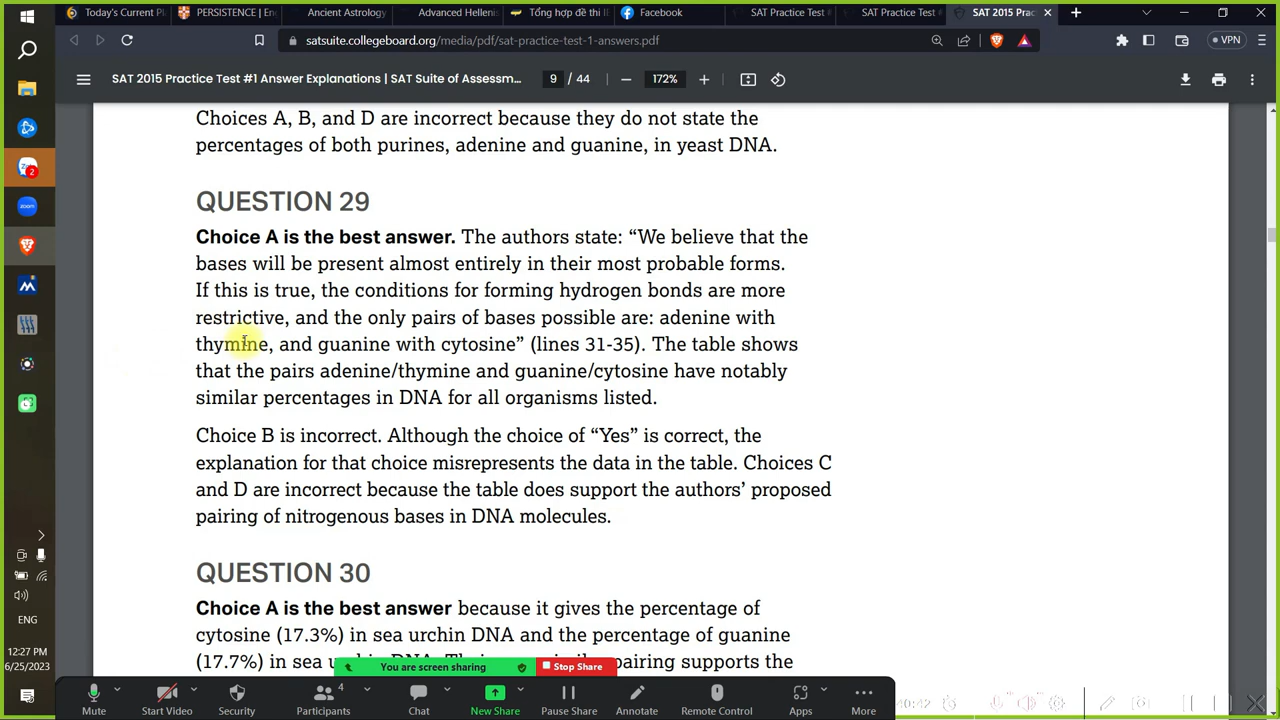 Today's Current Pl
PERSISTENCE | En
Ancient Astrology
Advanced Hellenis
Tổng hợp đề thi IE
Facebook
SAT Practice Test #
SAT Practice Test #
SAT 2015 Prac
satsuite.collegeboard.org/media/pdf/sat-practice-test-1-answers.pdf
VPN
SAT 2015 Practice Test #1 Answer Explanations | SAT Suite of Assessm...
9 / 44
172%
Choices A, B, and D are incorrect because they do not state the
percentages of both purines, adenine and guanine, in yeast DNA.
QUESTION 29
Choice A is the best answer. The authors state: “We believe that the
bases will be present almost entirely in their most probable forms.
If this is true, the conditions for forming hydrogen bonds are more
restrictive, and the only pairs of bases possible are: adenine with
thymine, and guanine with cytosine” (lines 31-35). The table shows
that the pairs adenine/thymine and guanine/cytosine have notably
similar percentages in DNA for all organisms listed.
Choice B is incorrect. Although the choice of “Yes” is correct, the
explanation for that choice misrepresents the data in the table. Choices C
and D are incorrect because the table does support the authors’ proposed
pairing of nitrogenous bases in DNA molecules.
QUESTION 30
Choice A is the best answer because it gives the percentage of
cytosine (17.3%) in sea urchin DNA and the percentage of guanine
(17.7%) in sea urchin DNA. pairing supports the
You are screen sharing
Stop Share
2
zoom
ENG
12:27 PM
6/25/2023
Mute
Start Video
Security
4
Participants
Chat
New Share
Pause Share
Annotate
Remote Control
Apps
More
40:42